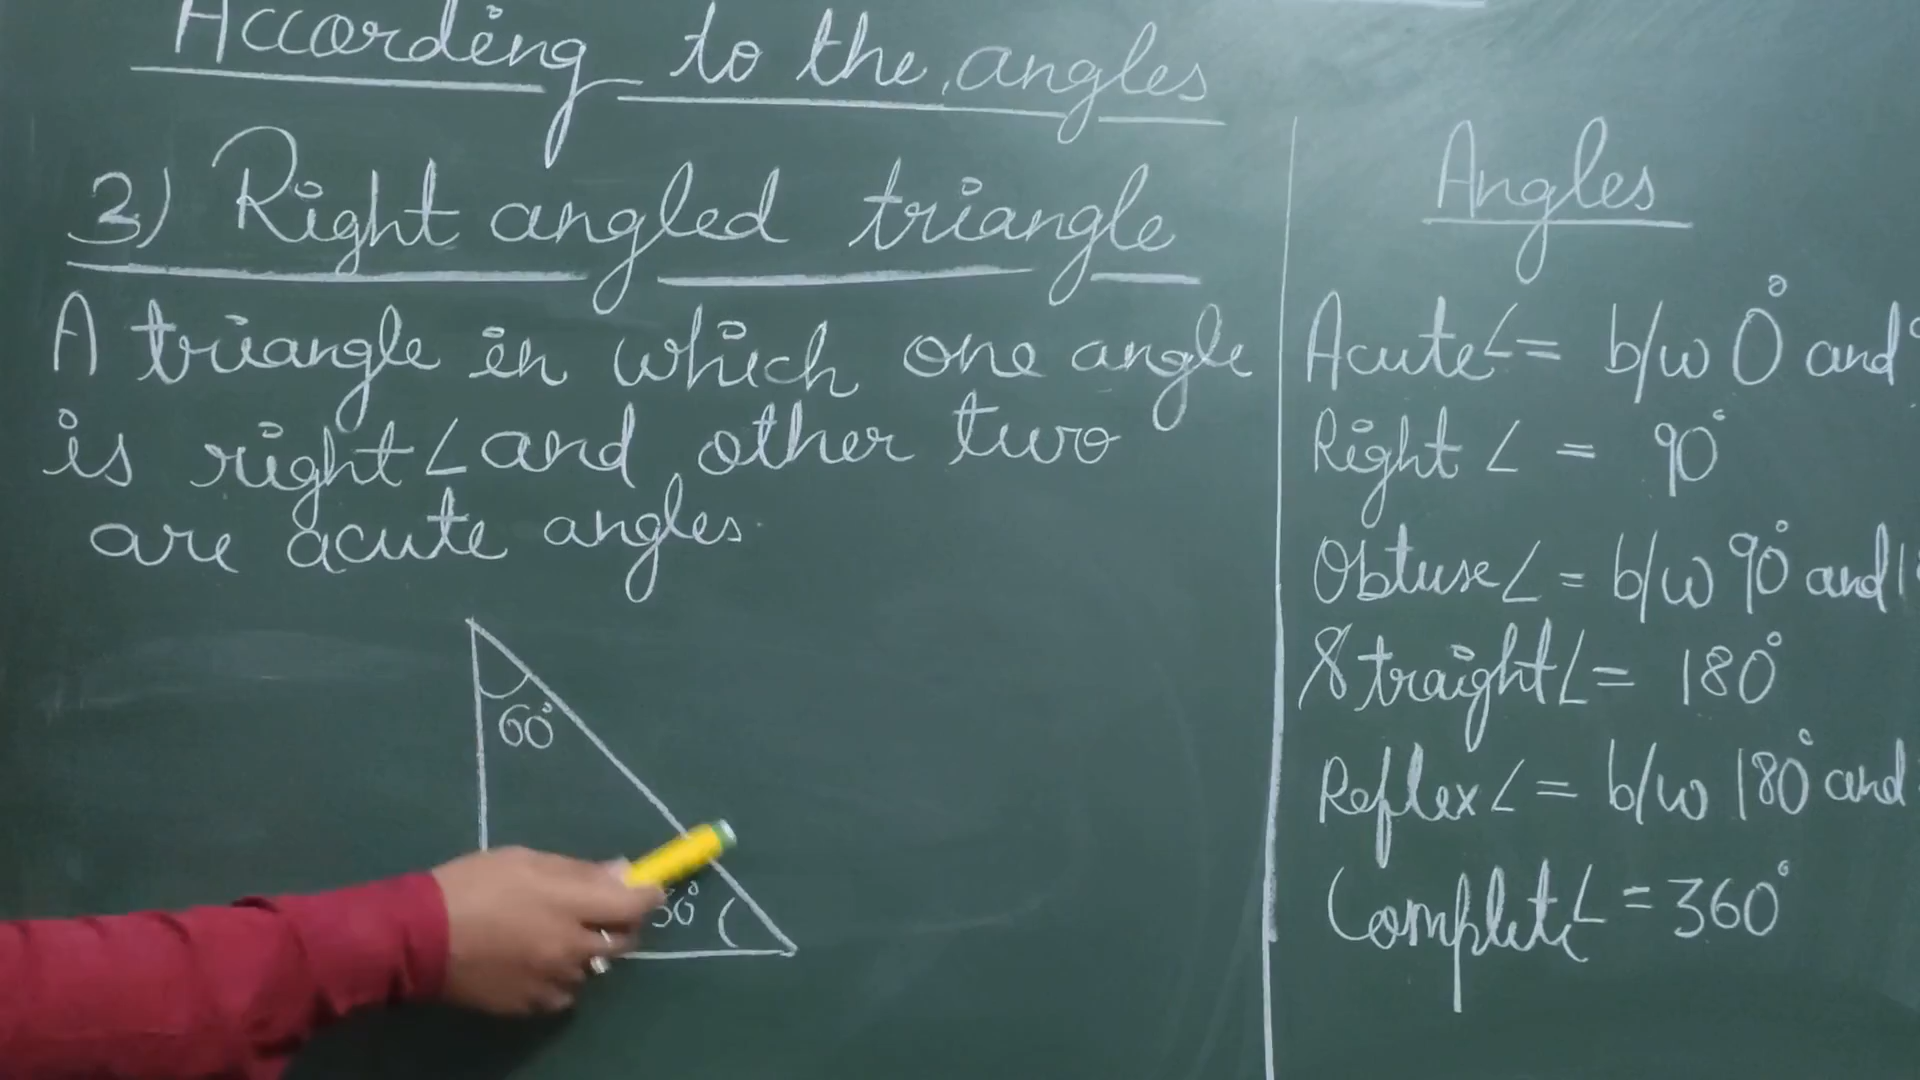 According to the angles
3) Right angled triangle
A triangle in which one angle
is right∠ and other two
are acute angles
60°
30°
Angles
Acute∠ = b/w 0° and
Right ∠ = 90°
Obtuse∠ = b/w 90° and
Straight∠ = 180°
Reflex∠ = b/w 180° and
Complete∠ = 360°